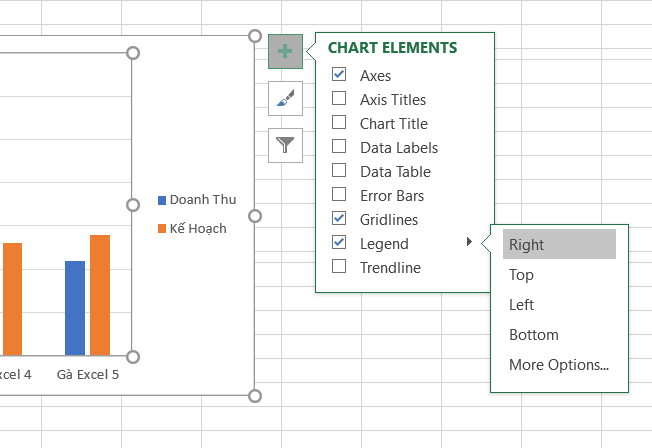 CHART ELEMENTS
Axes
Axis Titles
Chart Title
Data Labels
Data Table
Error Bars
Gridlines
Legend
Trendline
Right
Top
Left
Bottom
More Options...
Doanh Thu
Kế Hoạch
xcel 4
Gà Excel 5